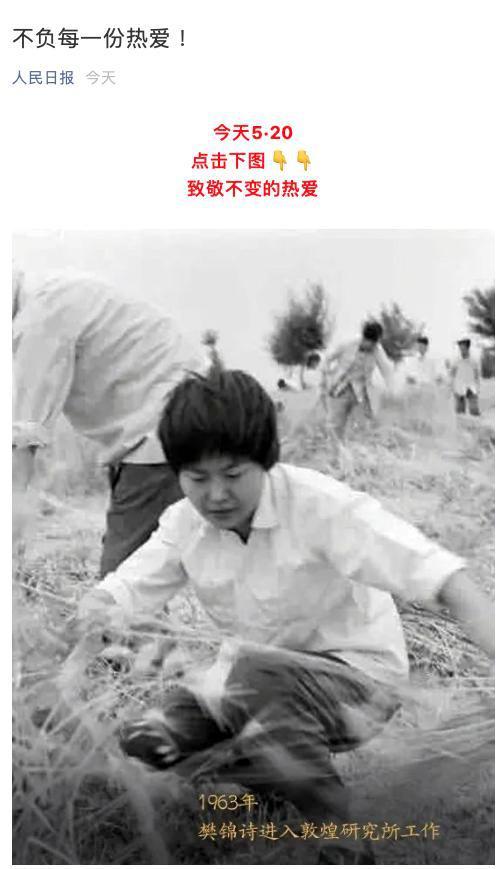 不负每一份热爱！
人民日报 今天
今天5·20
点击下图👇👇
致敬不变的热爱
1963年
樊锦诗进入敦煌研究所工作